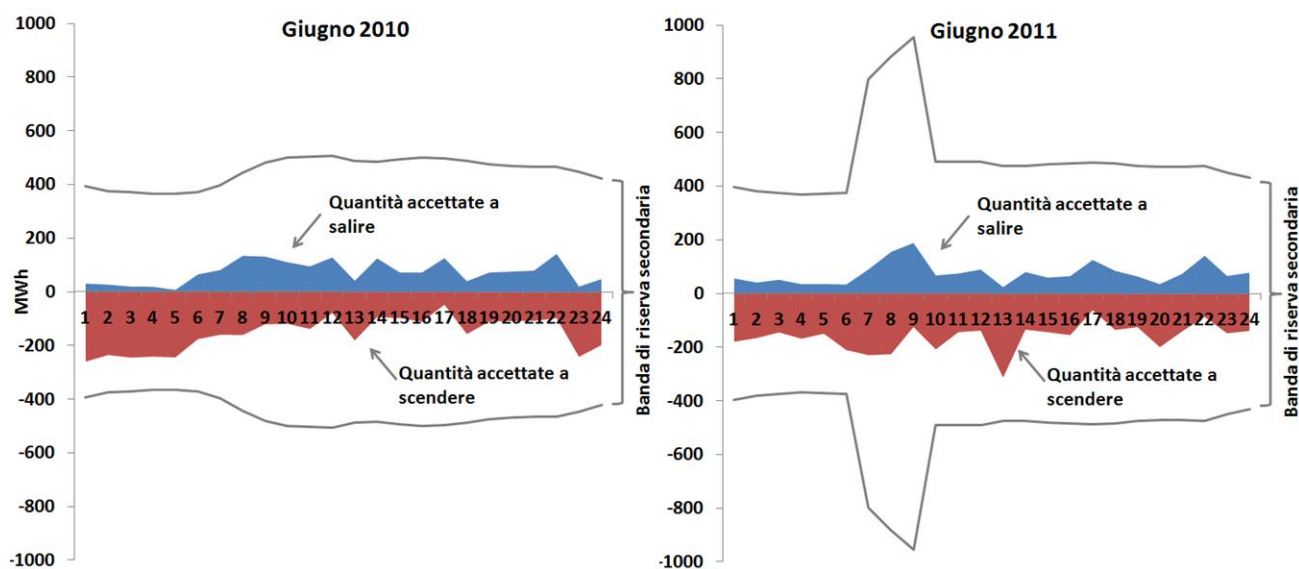 Giugno 2010
1000
800
600
400
200
0
-200
-400
-600
-800
-1000
MWh
Quantità accettate a
salire
1 2 3 4 5 6 7 8 9 10 11 12 13 14 15 16 17 18 19 20 21 22 23 24
Quantità accettate a
scendere
Banda di riserva secondaria
Giugno 2011
1000
800
600
400
200
0
-200
-400
-600
-800
-1000
Quantità accettate a
salire
1 2 3 4 5 6 7 8 9 10 11 12 13 14 15 16 17 18 19 20 21 22 23 24
Quantità accettate a
scendere
Banda di riserva secondaria